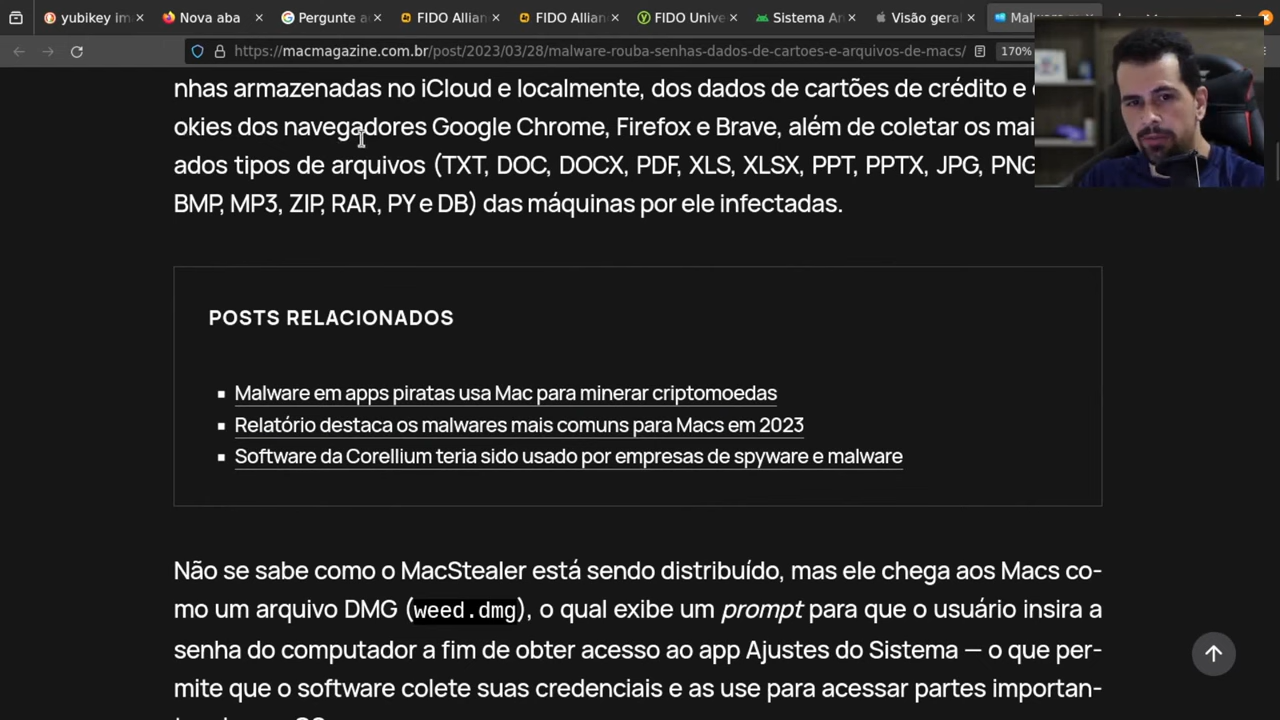 yubikey im
Nova aba
Pergunte a
FIDO Allian
FIDO Allian
FIDO Unive
Sistema An
Visão geral
https://macmagazine.com.br/post/2023/03/28/malware-rouba-senhas-dados-de-cartoes-e-arquivos-de-macs/
170%
nhas armazenadas no iCloud e localmente, dos dados de cartões de crédito e
okies dos navegadores Google Chrome, Firefox e Brave, além de coletar os mai
ados tipos de arquivos (TXT, DOC, DOCX, PDF, XLS, XLSX, PPT, PPTX, JPG, PNG
BMP, MP3, ZIP, RAR, PY e DB) das máquinas por ele infectadas.
POSTS RELACIONADOS
Malware em apps piratas usa Mac para minerar criptomoedas
Relatório destaca os malwares mais comuns para Macs em 2023
Software da Corellium teria sido usado por empresas de spyware e malware
Não se sabe como o MacStealer está sendo distribuído, mas ele chega aos Macs co-
mo um arquivo DMG (weed.dmg), o qual exibe um prompt para que o usuário insira a
senha do computador a fim de obter acesso ao app Ajustes do Sistema — o que per-
mite que o software colete suas credenciais e as use para acessar partes importan-